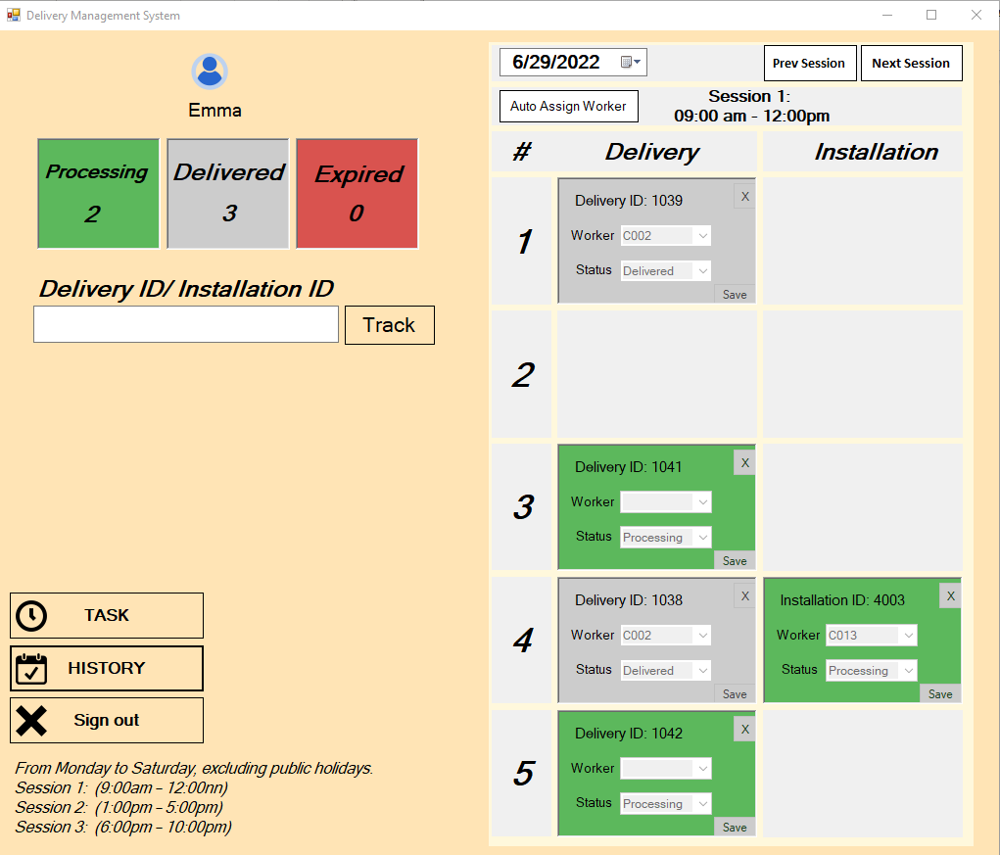 Delivery Management System
Emma
Processing
2
Delivered
3
Expired
0
Delivery ID/ Installation ID
Track
TASK
HISTORY
Sign out
From Monday to Saturday, excluding public holidays.
Session 1: (9:00am – 12:00nn)
Session 2: (1:00pm – 5:00pm)
Session 3: (6:00pm – 10:00pm)
6/29/2022
Prev Session
Next Session
Auto Assign Worker
Session 1:
09:00 am - 12:00pm
# Delivery Installation
1
Delivery ID: 1039 X
Worker C002
Status Delivered
Save
2
3
Delivery ID: 1041 X
Worker
Status Processing
Save
4
Delivery ID: 1038 X
Worker C002
Status Delivered
Save
Installation ID: 4003 X
Worker C013
Status Processing
Save
5
Delivery ID: 1042 X
Worker
Status Processing
Save